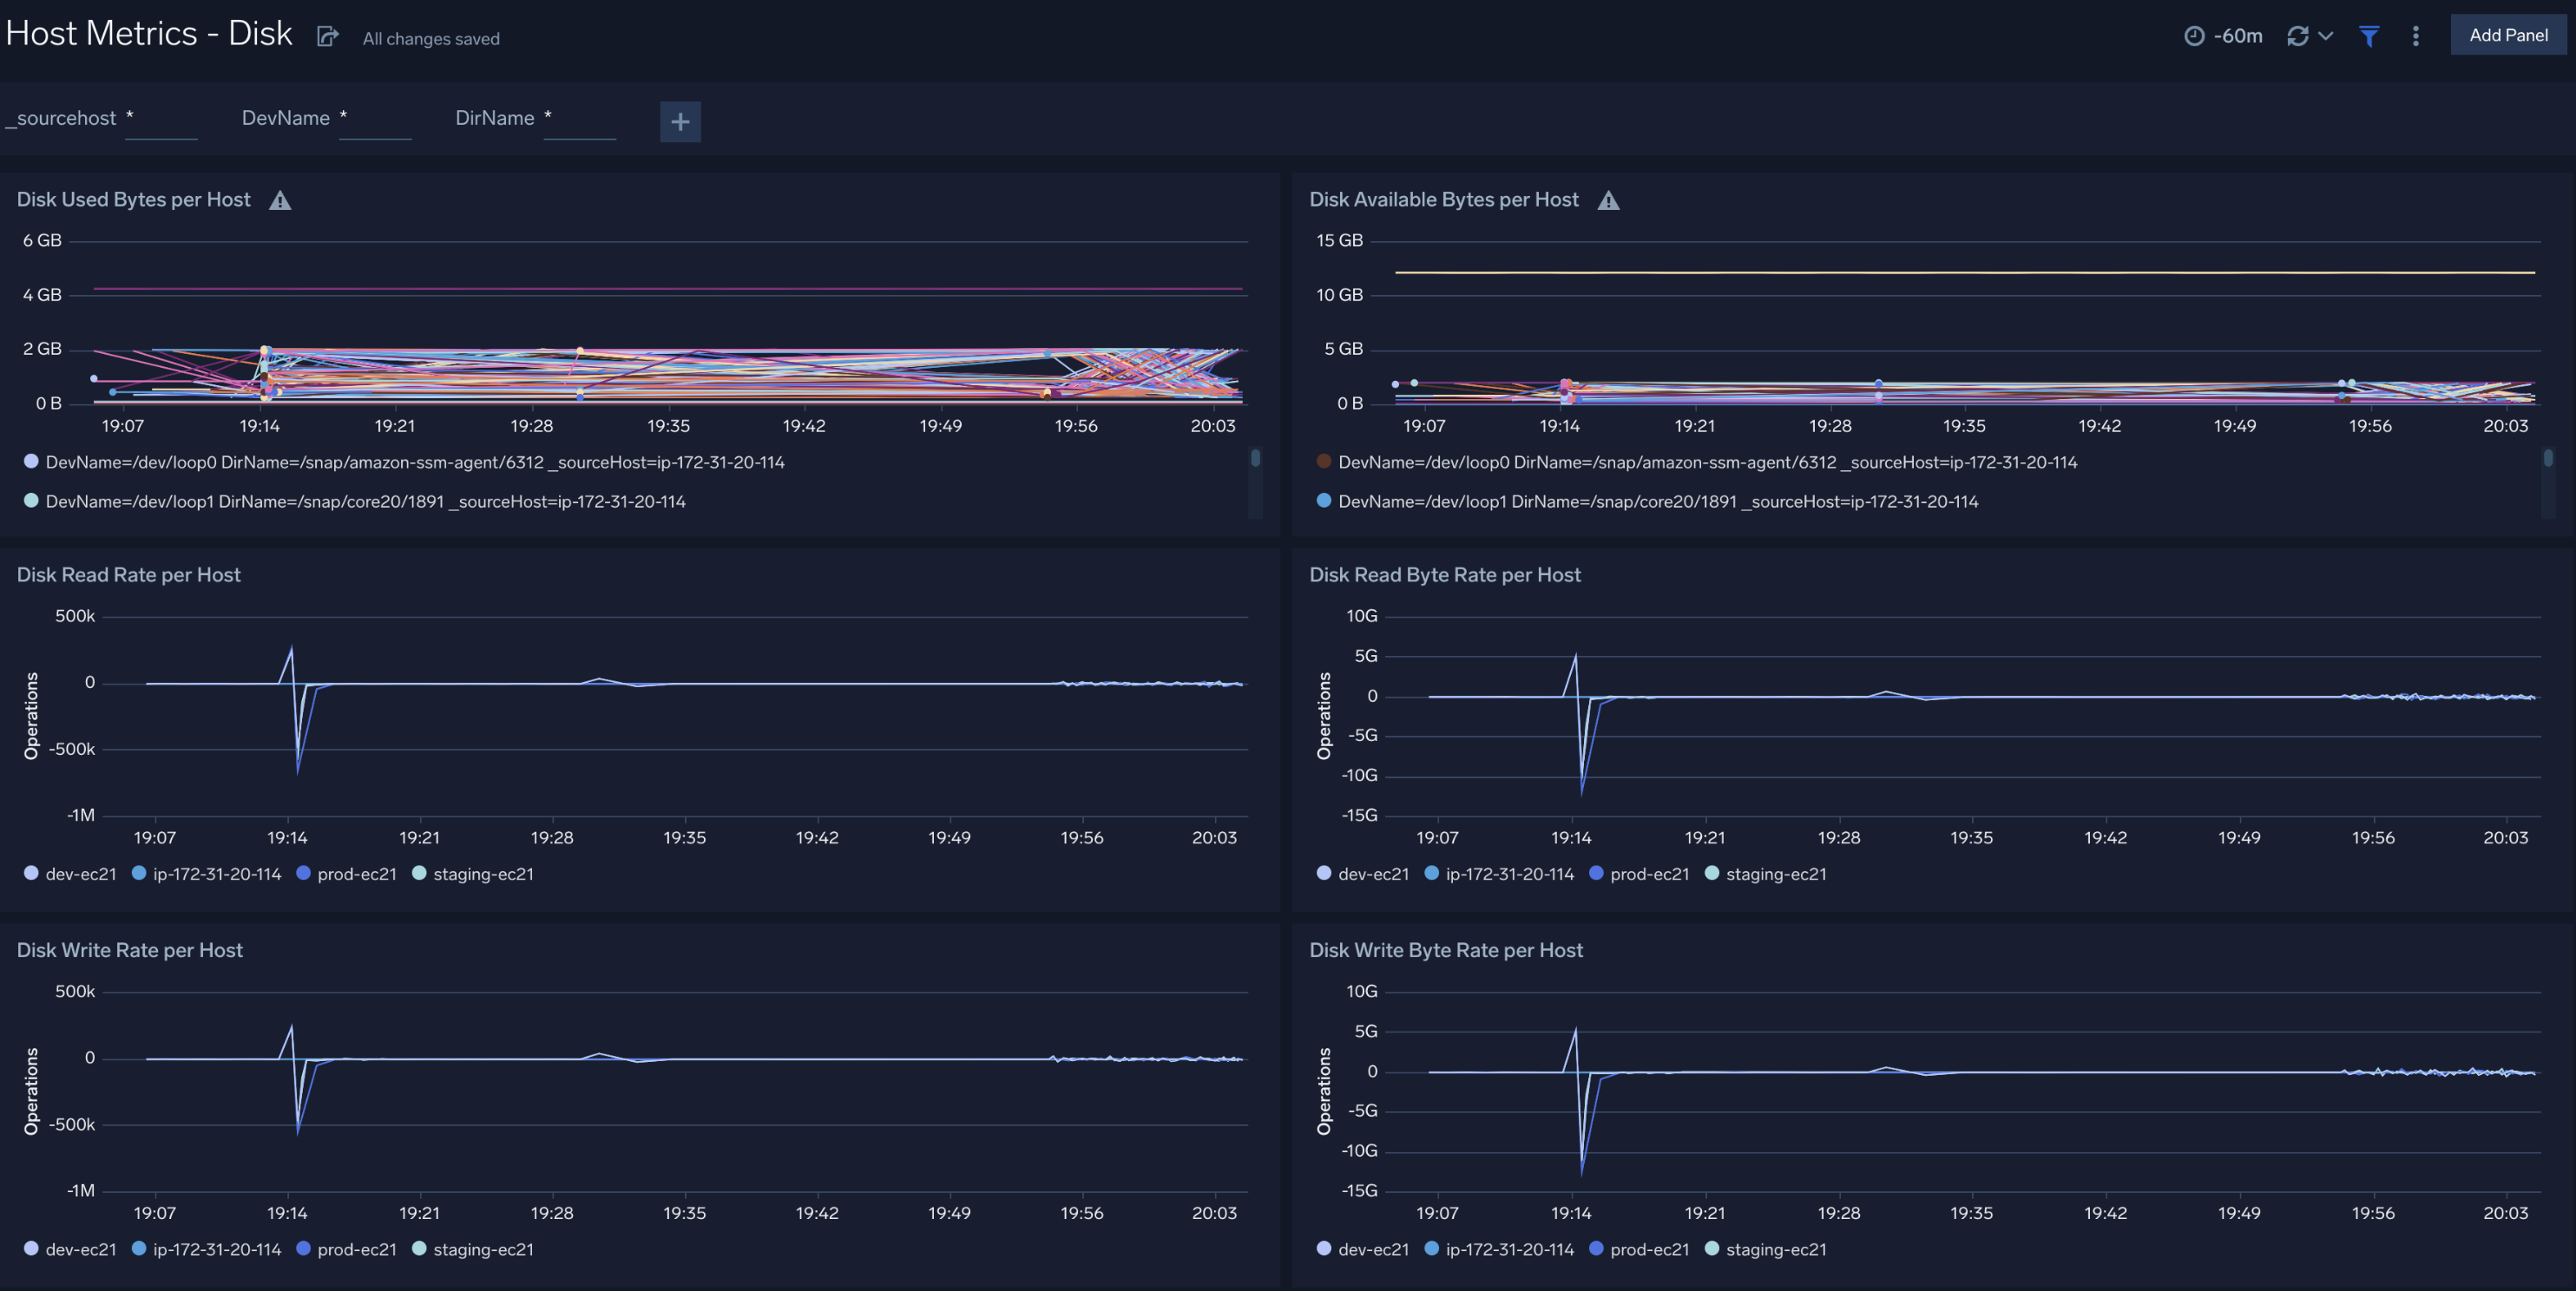 Host Metrics - Disk All changes saved -60m Add Panel
_sourcehost * DevName * DirName * +
Disk Used Bytes per Host
6 GB
4 GB
2 GB
0 B
19:07 19:14 19:21 19:28 19:35 19:42 19:49 19:56 20:03
DevName=/dev/loop0 DirName=/snap/amazon-ssm-agent/6312 _sourceHost=ip-172-31-20-114
DevName=/dev/loop1 DirName=/snap/core20/1891 _sourceHost=ip-172-31-20-114
Disk Available Bytes per Host
15 GB
10 GB
5 GB
0 B
19:07 19:14 19:21 19:28 19:35 19:42 19:49 19:56 20:03
DevName=/dev/loop0 DirName=/snap/amazon-ssm-agent/6312 _sourceHost=ip-172-31-20-114
DevName=/dev/loop1 DirName=/snap/core20/1891 _sourceHost=ip-172-31-20-114
Disk Read Rate per Host
Operations
500k
0
-500k
-1M
19:07 19:14 19:21 19:28 19:35 19:42 19:49 19:56 20:03
dev-ec21 ip-172-31-20-114 prod-ec21 staging-ec21
Disk Read Byte Rate per Host
Operations
10G
5G
0
-5G
-10G
-15G
19:07 19:14 19:21 19:28 19:35 19:42 19:49 19:56 20:03
dev-ec21 ip-172-31-20-114 prod-ec21 staging-ec21
Disk Write Rate per Host
Operations
500k
0
-500k
-1M
19:07 19:14 19:21 19:28 19:35 19:42 19:49 19:56 20:03
dev-ec21 ip-172-31-20-114 prod-ec21 staging-ec21
Disk Write Byte Rate per Host
Operations
10G
5G
0
-5G
-10G
-15G
19:07 19:14 19:21 19:28 19:35 19:42 19:49 19:56 20:03
dev-ec21 ip-172-31-20-114 prod-ec21 staging-ec21